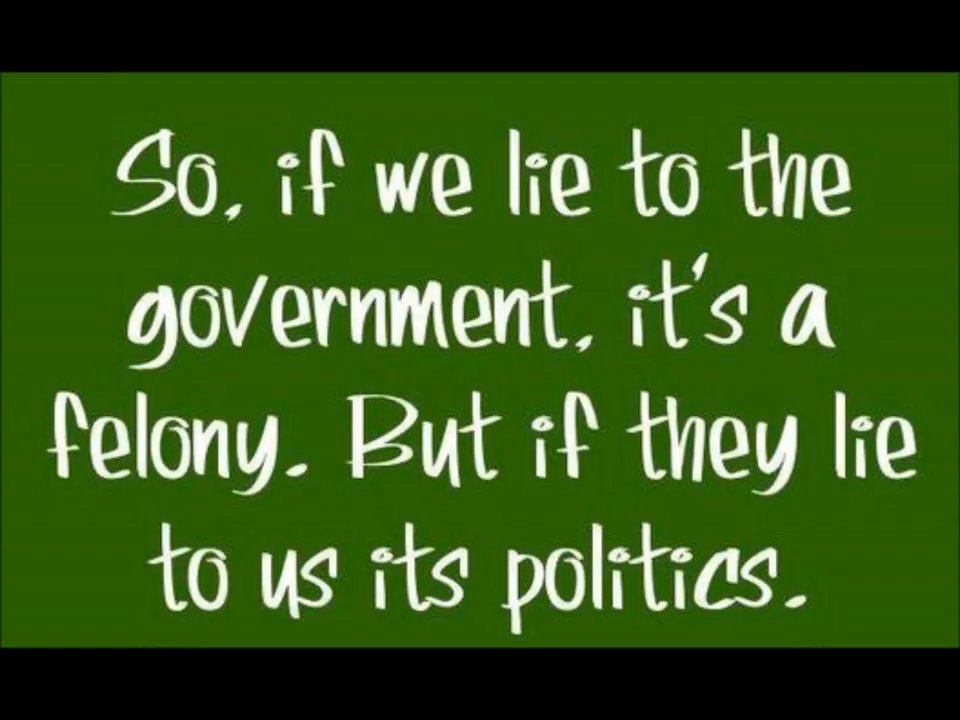 So, if we lie to the
government, it's a
felony. But if they lie
to us its politics.